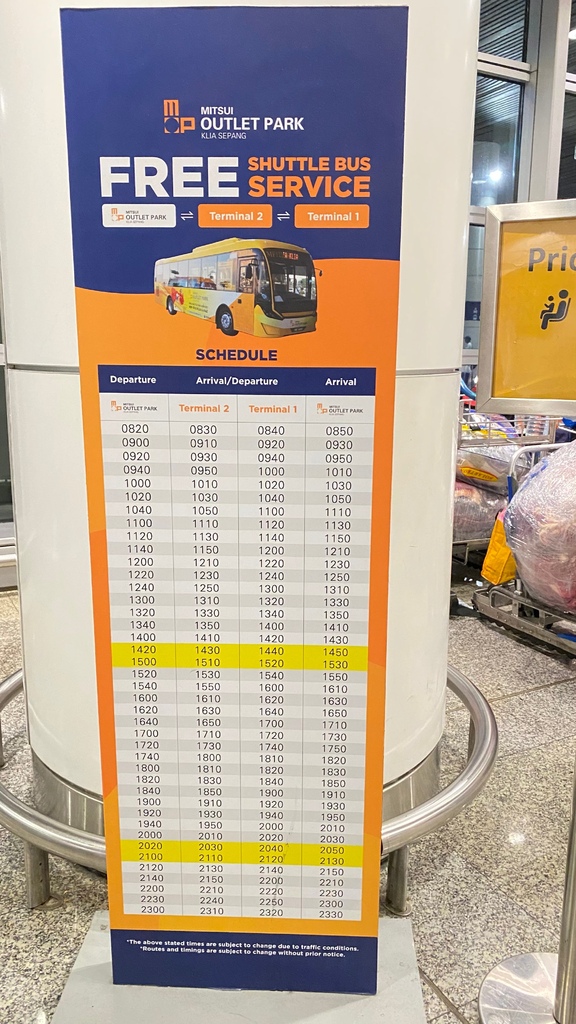 MITSUI
OUTLET PARK
KLIA SEPANG
FREE SHUTTLE BUS SERVICE
MITSUI OUTLET PARK ⇌ Terminal 2 ⇌ Terminal 1
SCHEDULE
Departure Arrival/Departure Arrival
MITSUI OUTLET PARK Terminal 2 Terminal 1 MITSUI OUTLET PARK
0820 0830 0840 0850
0900 0910 0920 0930
0920 0930 0940 0950
0940 0950 1000 1010
1000 1010 1020 1030
1020 1030 1040 1050
1040 1050 1100 1110
1100 1110 1120 1130
1120 1130 1140 1150
1140 1150 1200 1210
1200 1210 1220 1230
1220 1230 1240 1250
1240 1250 1300 1310
1300 1310 1320 1330
1320 1330 1340 1350
1340 1350 1400 1410
1400 1410 1420 1430
1420 1430 1440 1450
1500 1510 1520 1530
1520 1530 1540 1550
1540 1550 1600 1610
1600 1610 1620 1630
1620 1630 1640 1650
1640 1650 1700 1710
1700 1710 1720 1730
1720 1730 1740 1750
1740 1800 1810 1820
1800 1810 1820 1830
1820 1830 1840 1850
1840 1850 1900 1910
1900 1910 1920 1930
1920 1930 1940 1950
1940 1950 2000 2010
2000 2010 2020 2030
2020 2030 2040 2050
2100 2110 2120 2130
2120 2130 2140 2150
2140 2150 2200 2210
2200 2210 2220 2230
2230 2240 2250 2300
2300 2310 2320 2330
*The above stated times are subject to change due to traffic conditions.
*Routes and timings are subject to change without prior notice.